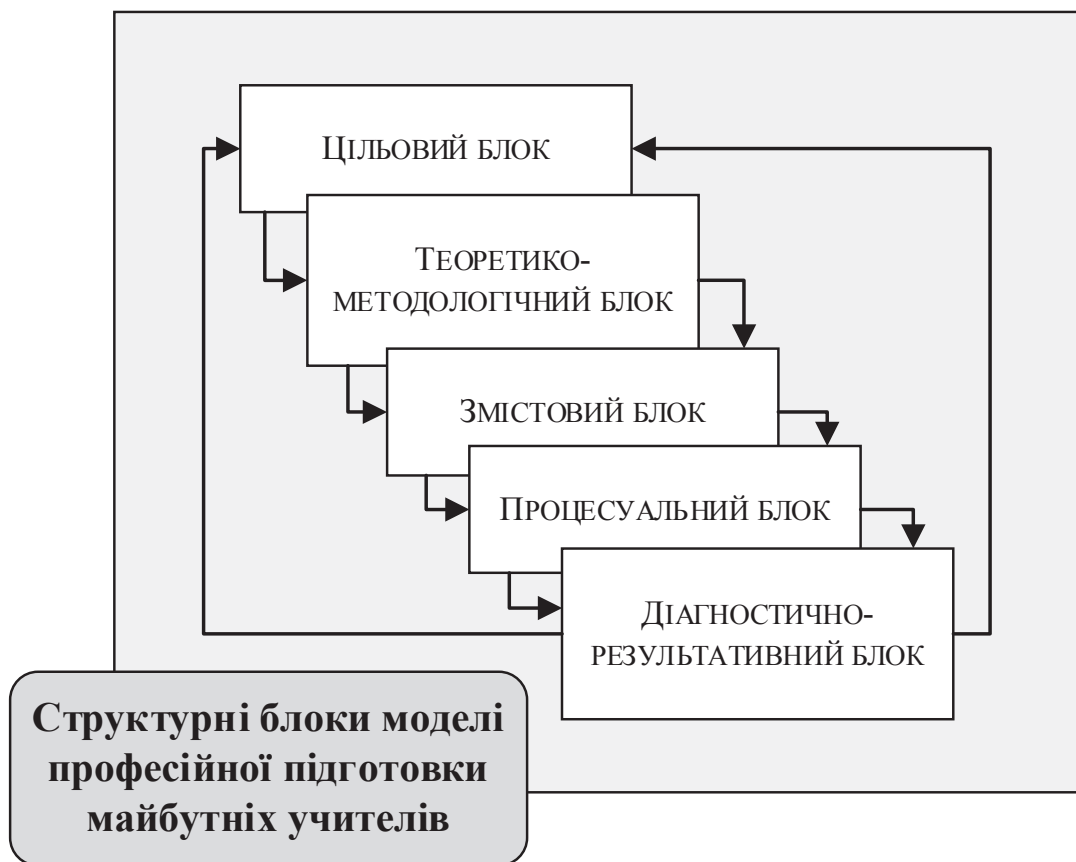 ЦІЛЬОВИЙ БЛОК
ТЕОРЕТИКО-
МЕТОДОЛОГІЧНИЙ БЛОК
ЗМІСТОВИЙ БЛОК
ПРОЦЕСУАЛЬНИЙ БЛОК
ДІАГНОСТИЧНО-
РЕЗУЛЬТАТИВНИЙ БЛОК
Структурні блоки моделі
професійної підготовки
майбутніх учителів